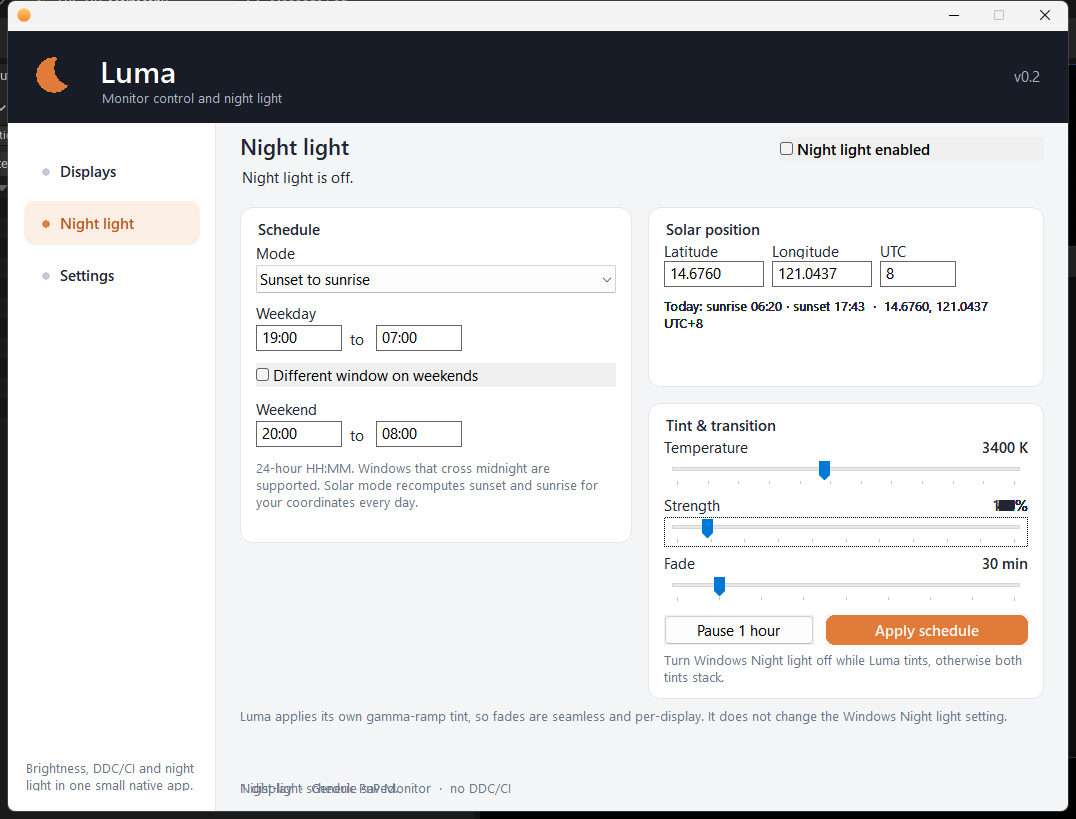 Luma
Monitor control and night light
v0.2
Displays
Night light
Settings
Brightness, DDC/CI and night
light in one small native app.
Night light
Night light enabled
Night light is off.
Schedule
Mode
Sunset to sunrise
Weekday
19:00 to 07:00
Different window on weekends
Weekend
20:00 to 08:00
24-hour HH:MM. Windows that cross midnight are
supported. Solar mode recomputes sunset and sunrise for
your coordinates every day.
Solar position
Latitude Longitude UTC
14.6760 121.0437 8
Today: sunrise 06:20 · sunset 17:43 · 14.6760, 121.0437
UTC+8
Tint & transition
Temperature 3400 K
Strength
Fade 30 min
Pause 1 hour Apply schedule
Turn Windows Night light off while Luma tints, otherwise both
tints stack.
Luma applies its own gamma-ramp tint, so fades are seamless and per-display. It does not change the Windows Night light setting.
Monitor · no DDC/CI